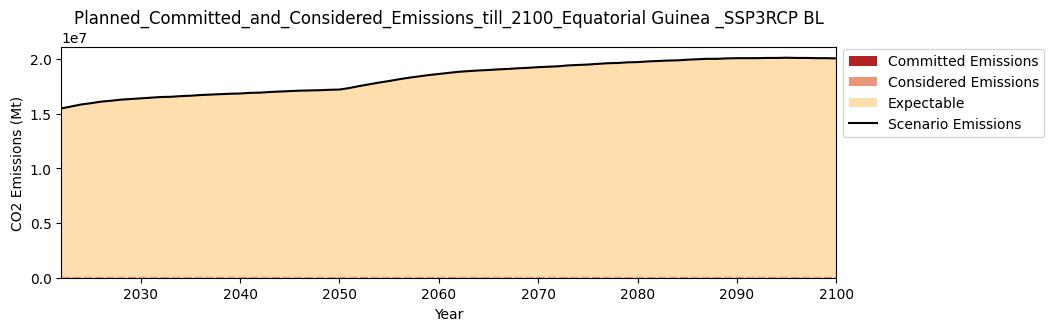 Planned_Committed_and_Considered_Emissions_till_2100_Equatorial Guinea _SSP3RCP BL
1e7
2.0
1.5
1.0
0.5
0.0
CO2 Emissions (Mt)
2030 2040 2050 2060 2070 2080 2090 2100
Year
Committed Emissions
Considered Emissions
Expectable
Scenario Emissions